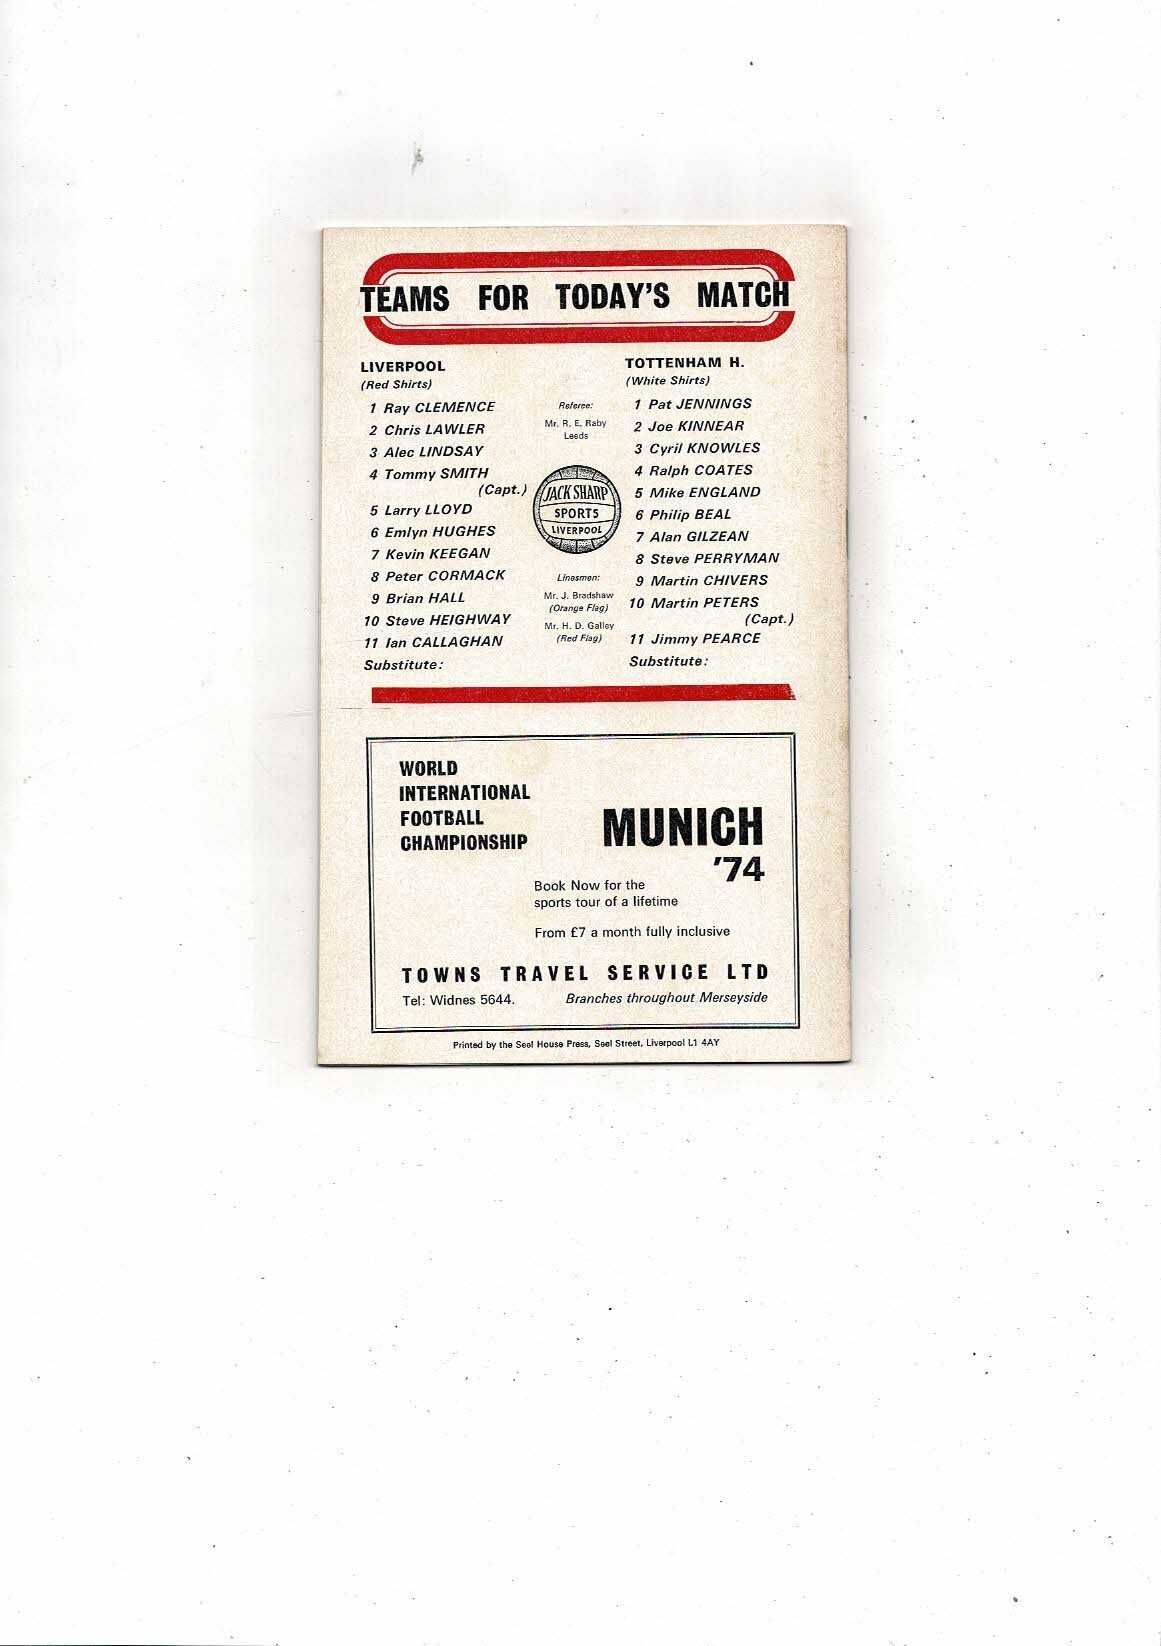 TEAMS FOR TODAY'S MATCH
LIVERPOOL
(Red Shirts)
1 Ray CLEMENCE
2 Chris LAWLER
3 Alec LINDSAY
4 Tommy SMITH
(Capt.)
5 Larry LLOYD
6 Emlyn HUGHES
7 Kevin KEEGAN
8 Peter CORMACK
9 Brian HALL
10 Steve HEIGHWAY
11 Ian CALLAGHAN
Substitute:
Referee:
Mr. R. E. Raby
Leeds
JACK SHARP
SPORTS
LIVERPOOL
Linesmen:
Mr. J. Bradshaw
(Orange Flag)
Mr. H. D. Galley
(Red Flag)
TOTTENHAM H.
(White Shirts)
1 Pat JENNINGS
2 Joe KINNEAR
3 Cyril KNOWLES
4 Ralph COATES
5 Mike ENGLAND
6 Philip BEAL
7 Alan GILZEAN
8 Steve PERRYMAN
9 Martin CHIVERS
10 Martin PETERS
(Capt.)
11 Jimmy PEARCE
Substitute:
WORLD
INTERNATIONAL
FOOTBALL
CHAMPIONSHIP
MUNICH
'74
Book Now for the
sports tour of a lifetime
From £7 a month fully inclusive
TOWNS TRAVEL SERVICE LTD
Tel: Widnes 5644. Branches throughout Merseyside
Printed by the Seel House Press, Seel Street, Liverpool L1 4AY